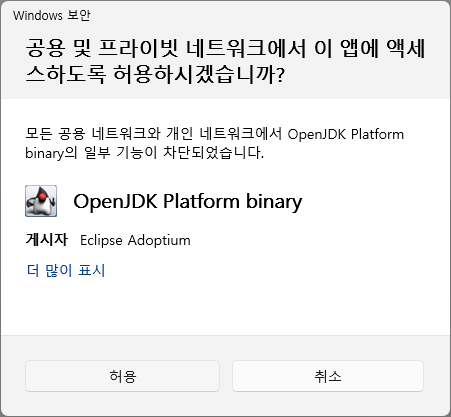 Windows 보안
공용 및 프라이빗 네트워크에서 이 앱에 액세
스하도록 허용하시겠습니까?
모든 공용 네트워크와 개인 네트워크에서 OpenJDK Platform
binary의 일부 기능이 차단되었습니다.
OpenJDK Platform binary
게시자 Eclipse Adoptium
더 많이 표시
허용
취소